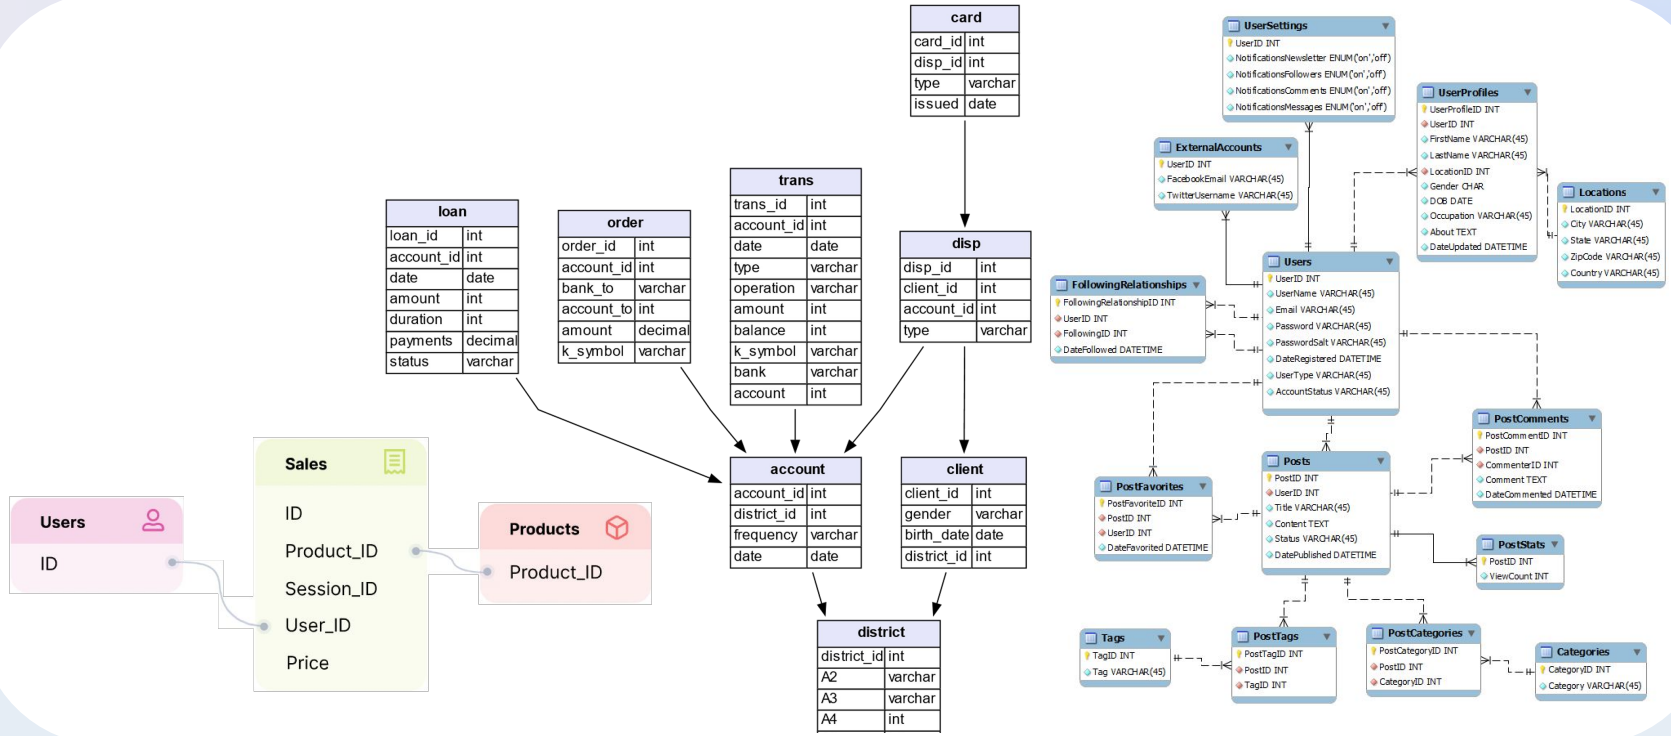 Users
ID
Sales
ID
Product_ID
Session_ID
User_ID
Price
Products
Product_ID
loan
loan_id int
account_id int
date date
amount int
duration int
payments decimal
status varchar
order
order_id int
account_id int
bank_to varchar
account_to int
amount decimal
k_symbol varchar
trans
trans_id int
account_id int
date date
type varchar
operation varchar
amount int
balance int
k_symbol varchar
bank varchar
account int
card
card_id int
disp_id int
type varchar
issued date
disp
disp_id int
client_id int
account_id int
type varchar
account
account_id int
district_id int
frequency varchar
date date
client
client_id int
gender varchar
birth_date date
district_id int
district
district_id int
A2 varchar
A3 varchar
A4 int
UserSettings
UserID INT
NotificationsNewsletter ENUM('on','off')
NotificationsFollowers ENUM('on','off')
NotificationsComments ENUM('on','off')
NotificationsMessages ENUM('on','off')
ExternalAccounts
UserID INT
FacebookEmail VARCHAR(45)
TwitterUsername VARCHAR(45)
UserProfiles
UserProfileID INT
UserID INT
FirstName VARCHAR(45)
LastName VARCHAR(45)
LocationID INT
Gender CHAR
DOB DATE
Occupation VARCHAR(45)
About TEXT
DateUpdated DATETIME
Locations
LocationID INT
City VARCHAR(45)
State VARCHAR(45)
ZipCode VARCHAR(45)
Country VARCHAR(45)
Users
UserID INT
UserName VARCHAR(45)
Email VARCHAR(45)
Password VARCHAR(45)
PasswordSalt VARCHAR(45)
DateRegistered DATETIME
UserType VARCHAR(45)
AccountStatus VARCHAR(45)
FollowingRelationships
FollowingRelationshipID INT
UserID INT
FollowingID INT
DateFollowed DATETIME
PostComments
PostCommentID INT
PostID INT
CommenterID INT
Comment TEXT
DateCommented DATETIME
Posts
PostID INT
UserID INT
Title VARCHAR(45)
Content TEXT
Status VARCHAR(45)
DatePublished DATETIME
PostFavorites
PostFavoriteID INT
PostID INT
UserID INT
DateFavorited DATETIME
PostStats
PostID INT
ViewCount INT
Tags
TagID INT
Tag VARCHAR(45)
PostTags
PostTagID INT
PostID INT
TagID INT
PostCategories
PostCategoryID INT
PostID INT
CategoryID INT
Categories
CategoryID INT
Category VARCHAR(45)